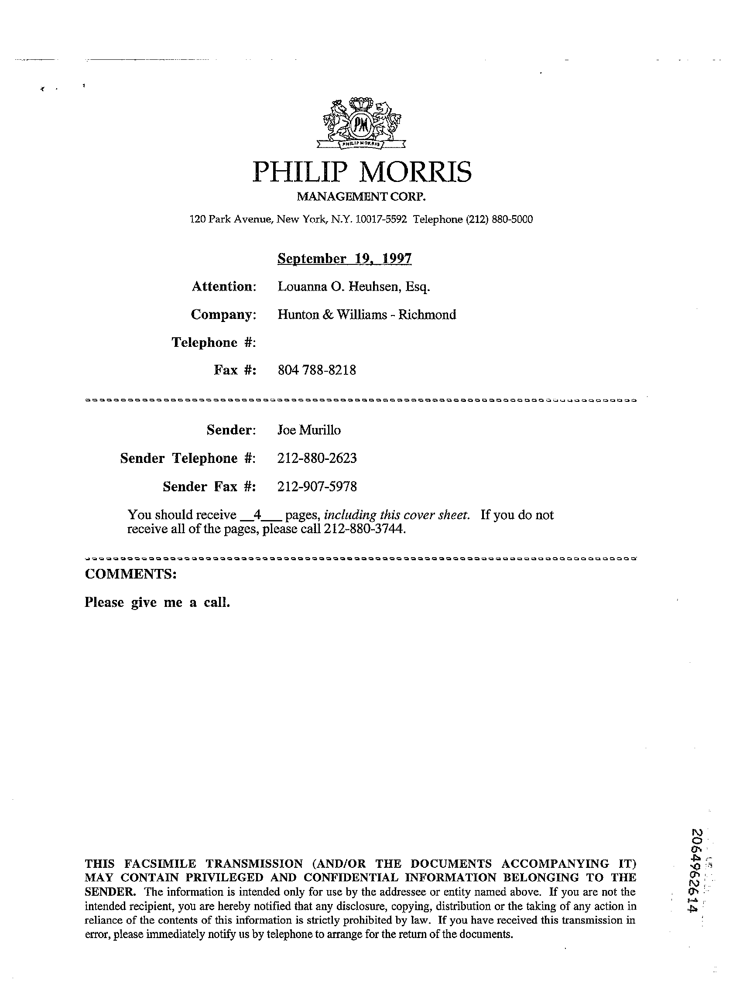 PM
PHILIP MORRIS
PHILIP MORRIS
MANAGEMENT CORP.
120 Park Avenue, New York, N.Y. 10017-5592 Telephone (212) 880-5000
September 19, 1997
Attention: Louanna O. Heuhsen, Esq.
Company: Hunton & Williams - Richmond
Telephone #:
Fax #: 804 788-8218
Sender: Joe Murillo
Sender Telephone #: 212-880-2623
Sender Fax #: 212-907-5978
You should receive __4__ pages, including this cover sheet. If you do not
receive all of the pages, please call 212-880-3744.
COMMENTS:
Please give me a call.
THIS FACSIMILE TRANSMISSION (AND/OR THE DOCUMENTS ACCOMPANYING IT)
MAY CONTAIN PRIVILEGED AND CONFIDENTIAL INFORMATION BELONGING TO THE
SENDER. The information is intended only for use by the addressee or entity named above. If you are not the
intended recipient, you are hereby notified that any disclosure, copying, distribution or the taking of any action in
reliance of the contents of this information is strictly prohibited by law. If you have received this transmission in
error, please immediately notify us by telephone to arrange for the return of the documents.
2064962614